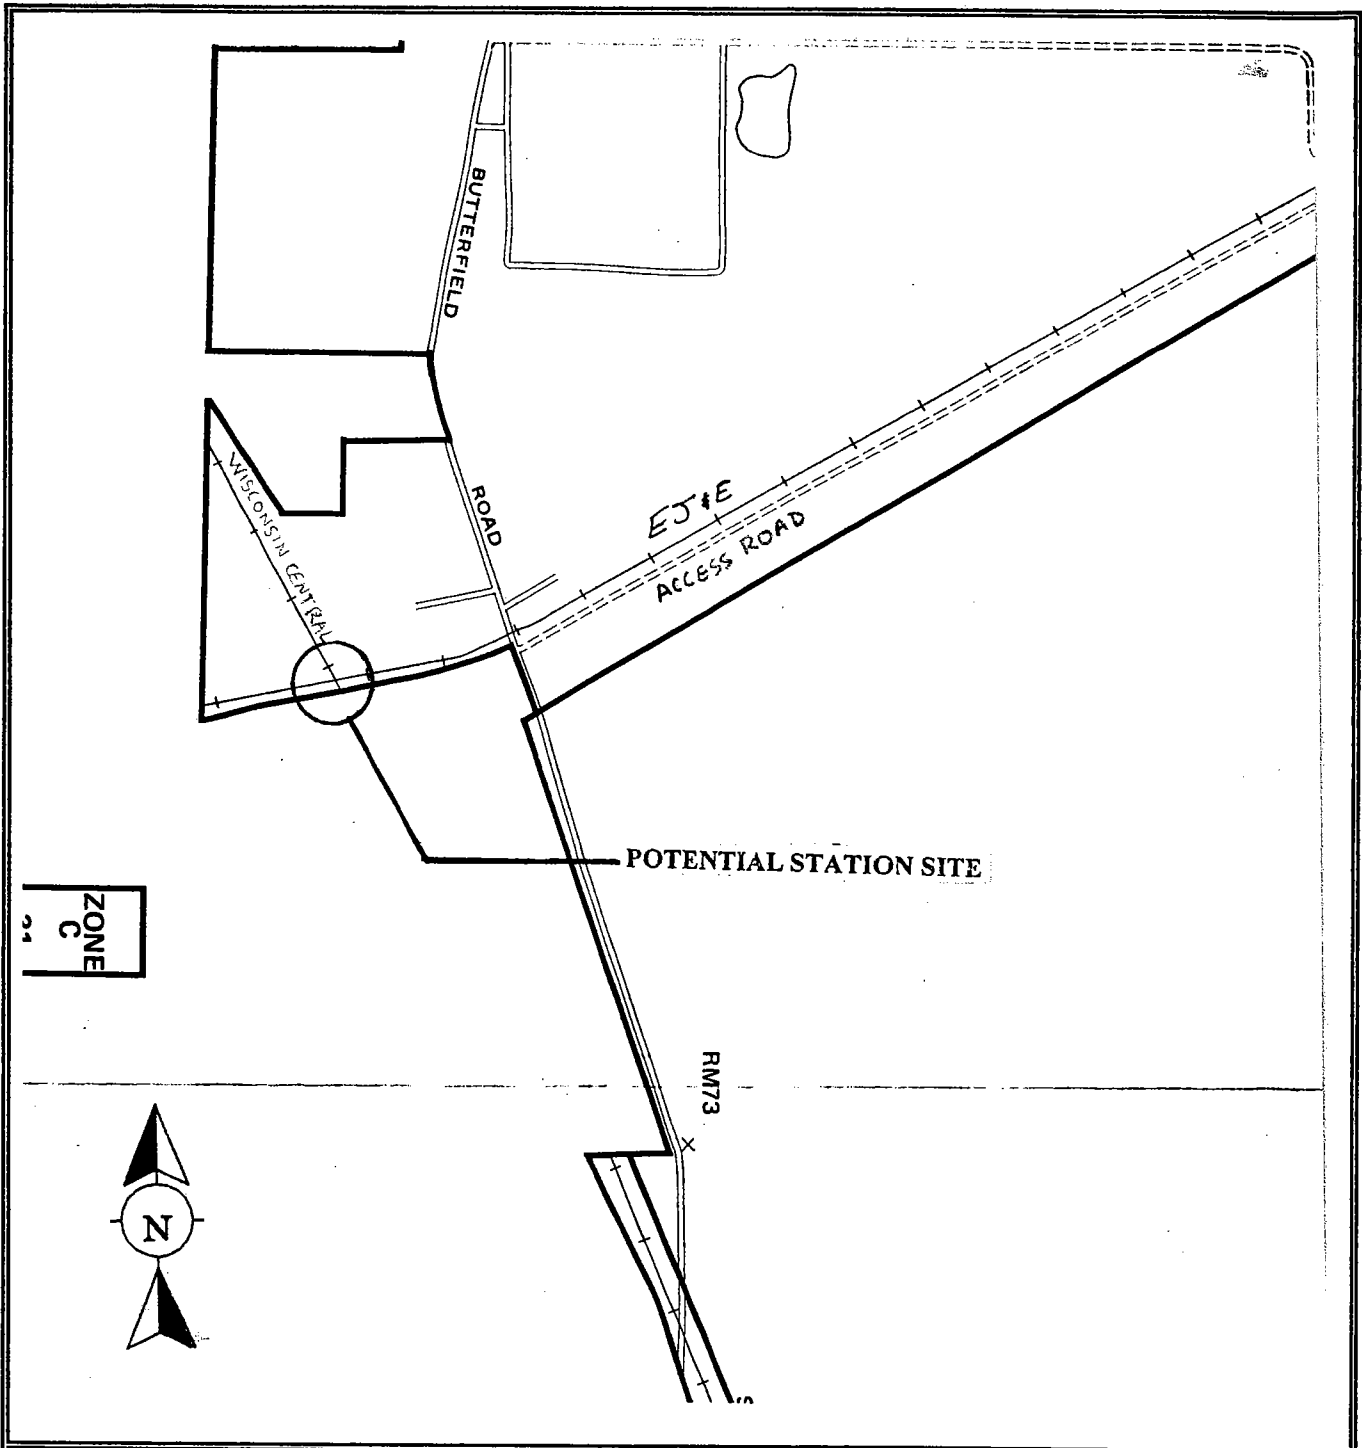 BUTTERFIELD
ROAD
WISCONSIN CENTRAL
EJ&E
ACCESS ROAD
POTENTIAL STATION SITE
ZONE
C
RM73
N